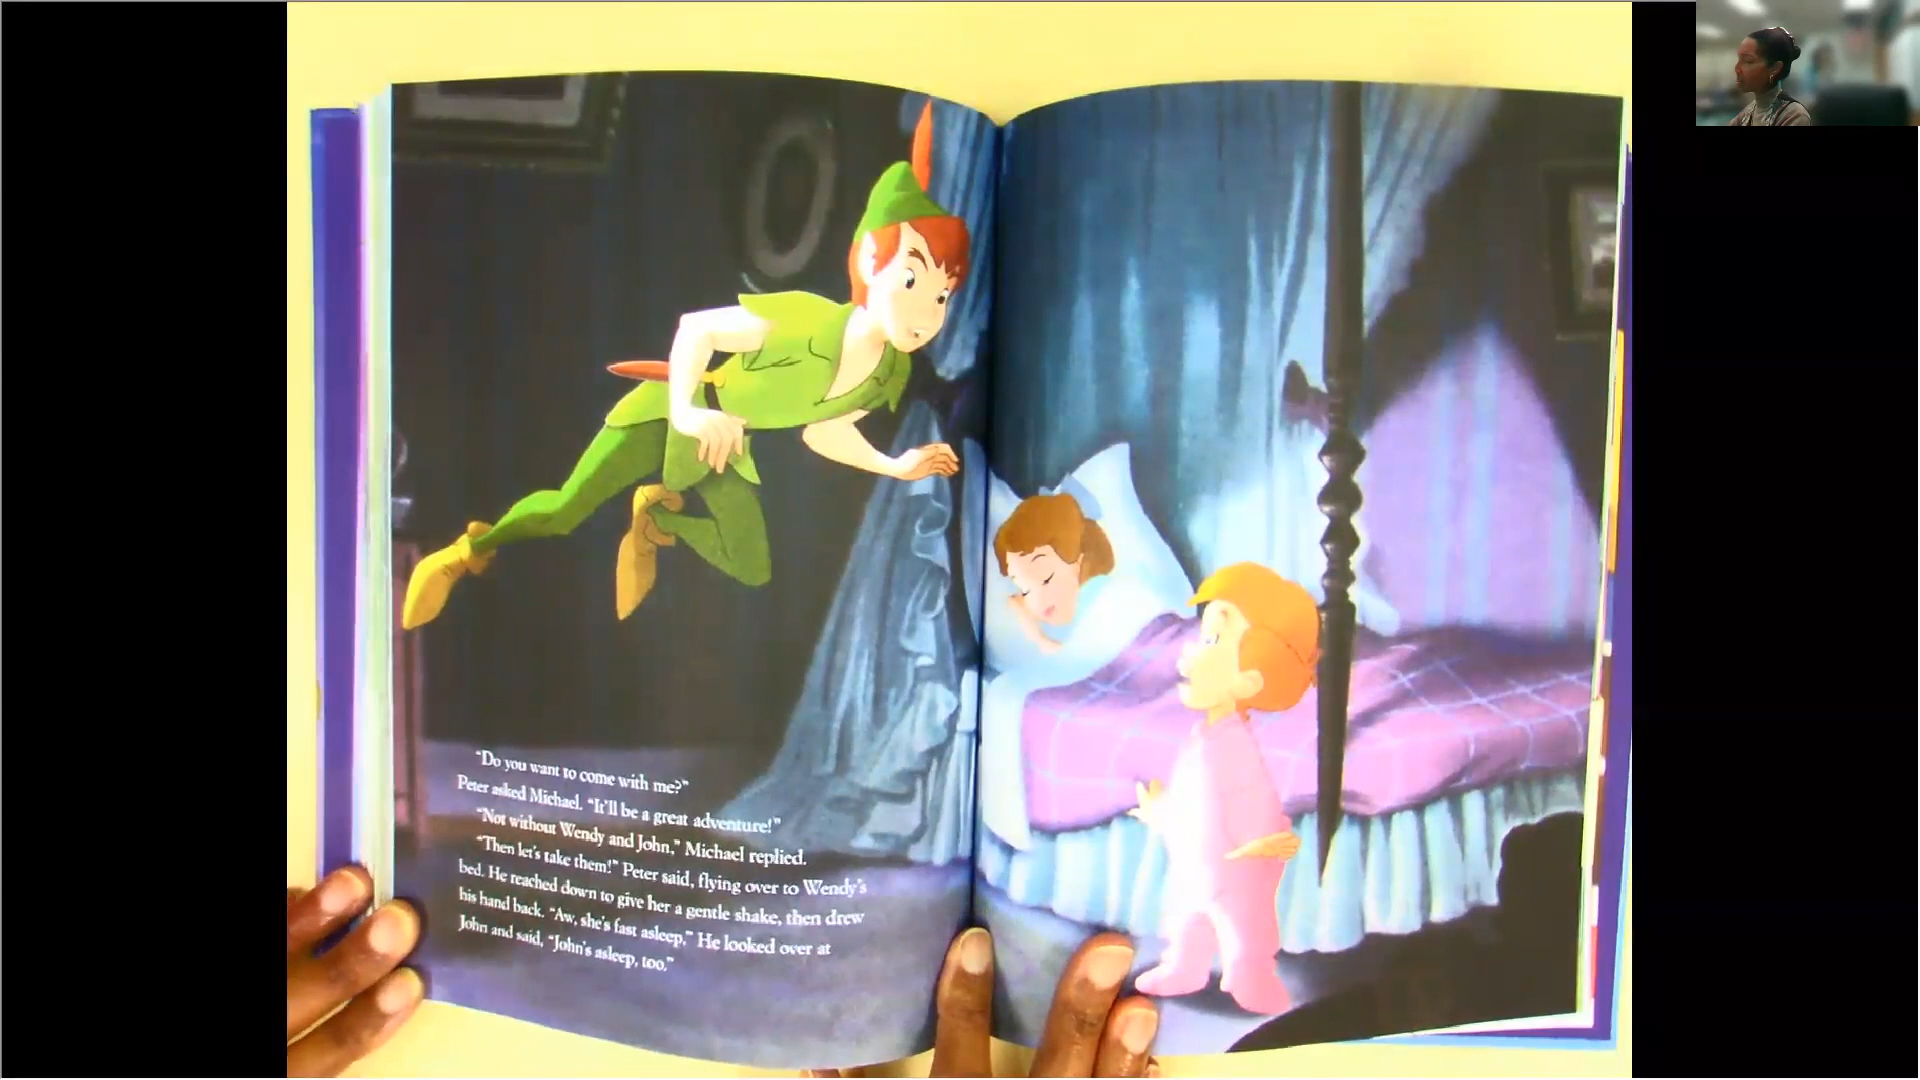 “Do you want to come with me?”
Peter asked Michael. “It’ll be a great adventure!”
“Not without Wendy and John,” Michael replied.
“Then let’s take them!” Peter said, flying over to Wendy’s
bed. He reached down to give her a gentle shake, then drew
his hand back. “Aw, she’s fast asleep.” He looked over at
John and said, “John’s asleep, too.”